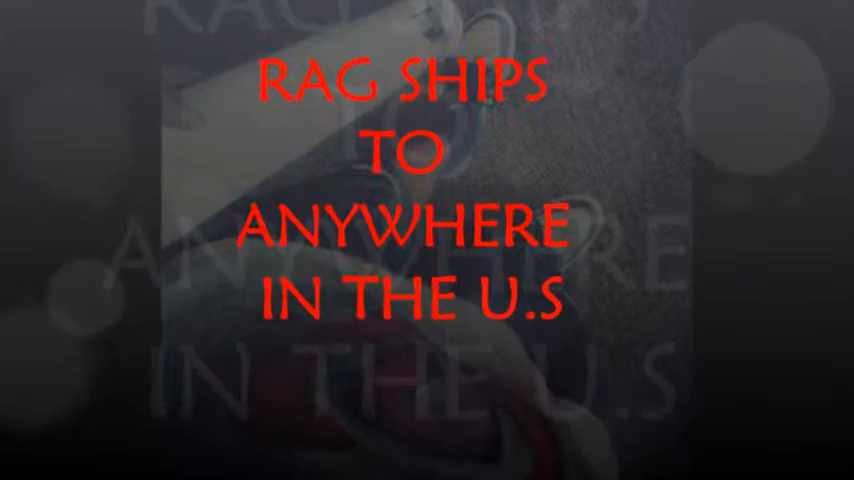 RAG SHIPS
TO
ANYWHERE
IN THE U.S